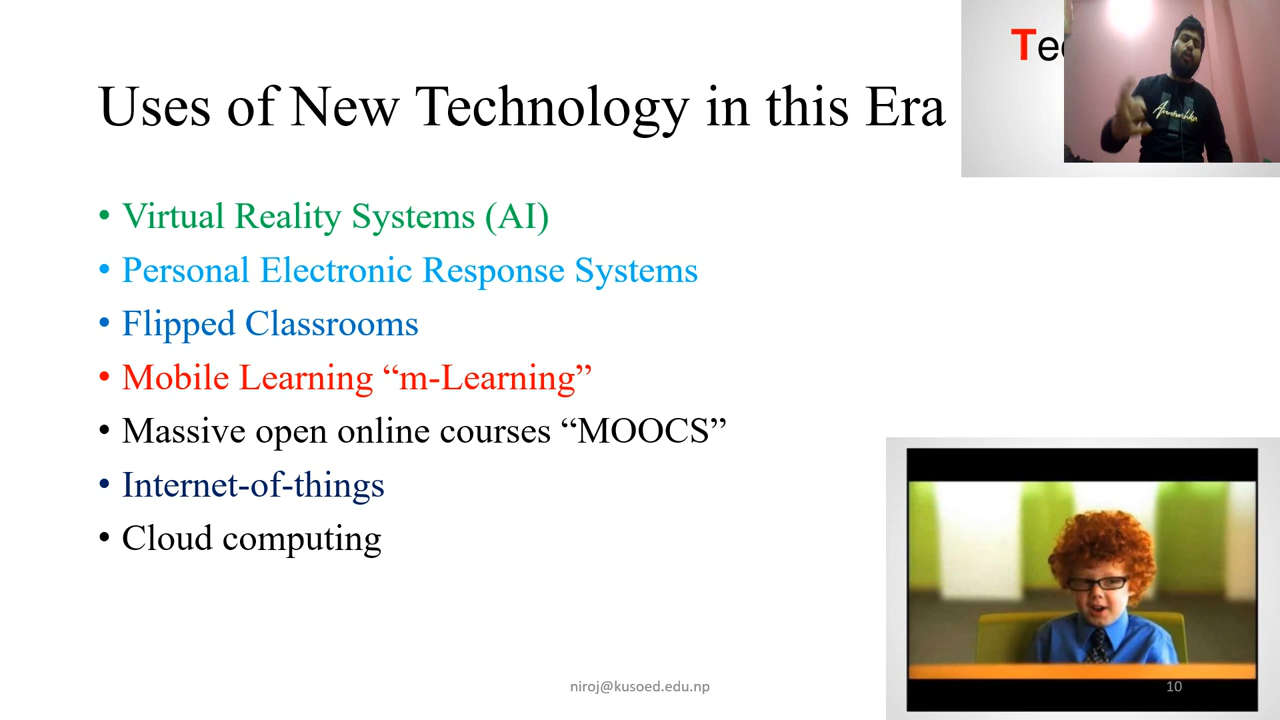 Uses of New Technology in this Era
• Virtual Reality Systems (AI)
• Personal Electronic Response Systems
• Flipped Classrooms
• Mobile Learning “m-Learning”
• Massive open online courses “MOOCS”
• Internet-of-things
• Cloud computing
niroj@kusoed.edu.np
10